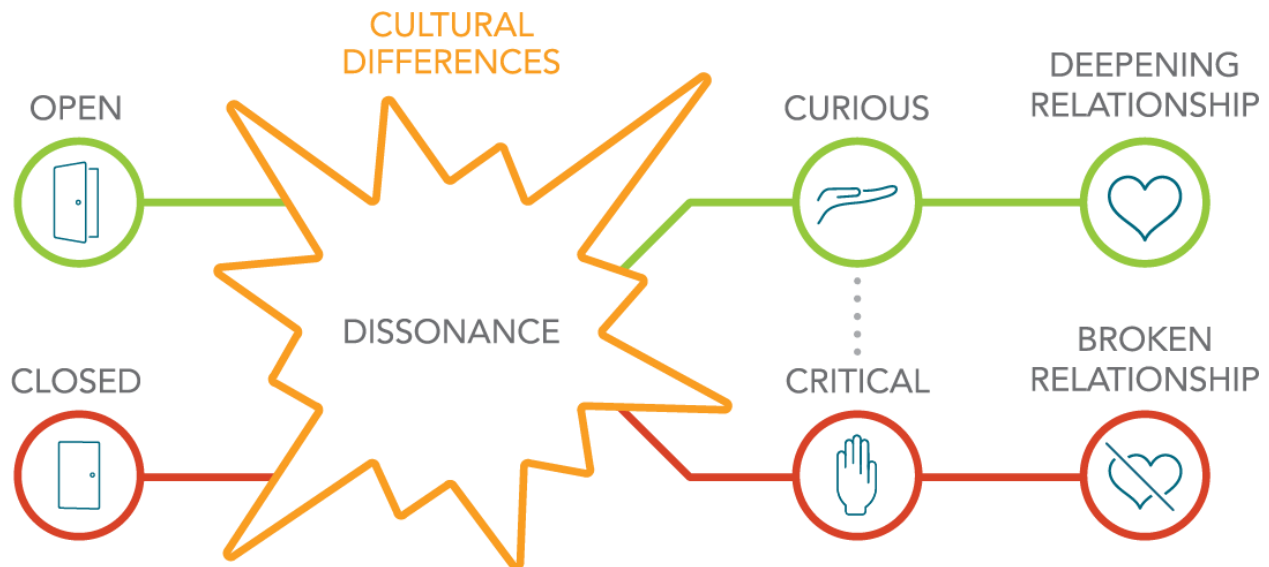 CULTURAL
DIFFERENCES
OPEN
CURIOUS
DEEPENING
RELATIONSHIP
DISSONANCE
CLOSED
CRITICAL
BROKEN
RELATIONSHIP